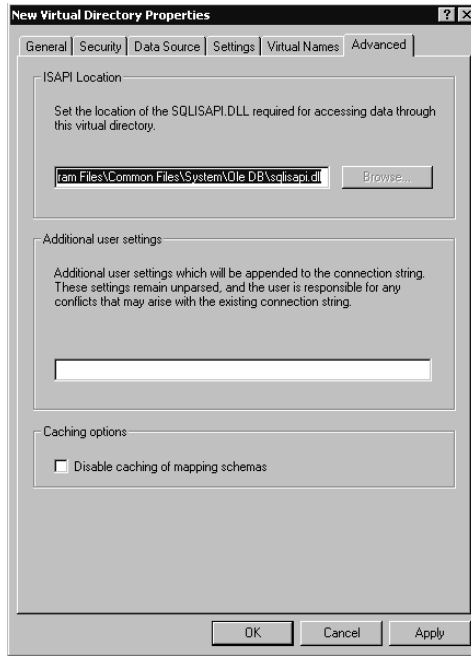 New Virtual Directory Properties
General Security Data Source Settings Virtual Names Advanced
ISAPI Location
Set the location of the SQLISAPI.DLL required for accessing data through
this virtual directory.
ram Files\Common Files\System\Ole DB\sqlisapi.dll Browse...
Additional user settings
Additional user settings which will be appended to the connection string.
These settings remain unparsed, and the user is responsible for any
conflicts that may arise with the existing connection string.
Caching options
Disable caching of mapping schemas
OK Cancel Apply